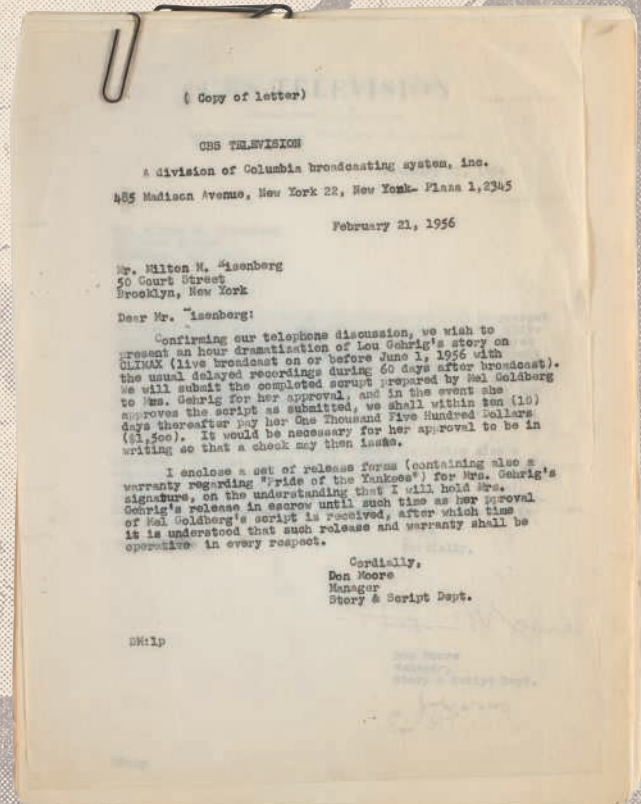 ( Copy of letter)
CBS TELEVISION
A division of Columbia broadcasting system, inc.
485 Madison Avenue, New York 22, New York- Plaza 1,2345
February 21, 1956
Mr. Milton M. Eisenberg
50 Court Street
Brooklyn, New York
Dear Mr. Eisenberg:
Confirming our telephone discussion, we wish to
present an hour dramatization of Lou Gehrig's story on
CLIMAX (live broadcast on or before June 1, 1956 with
the usual delayed recordings during 60 days after broadcast).
We will submit the completed scrupt prepared by Mel Goldberg
to Mrs. Gehrig for her approval, and in the event she
approves the script as submitted, we shall within ten (10)
days thereafter pay her One Thousand Five Hundred Dollars
($1,500). It would be necessary for her approval to be in
writing so that a check may then issue.
I enclose a set of release forms (containing also a
warranty regarding "Pride of the Yankees") for Mrs. Gehrig's
signature, on the understanding that I will hold Mrs.
Gehrig's release in escrow until such time as her pproval
of Mel Goldberg's script is received, after which time
it is understood that such release and warranty shall be
operative in every respect.
Cordially,
Don Moore
Manager
Story & Script Dept.
DM:lp